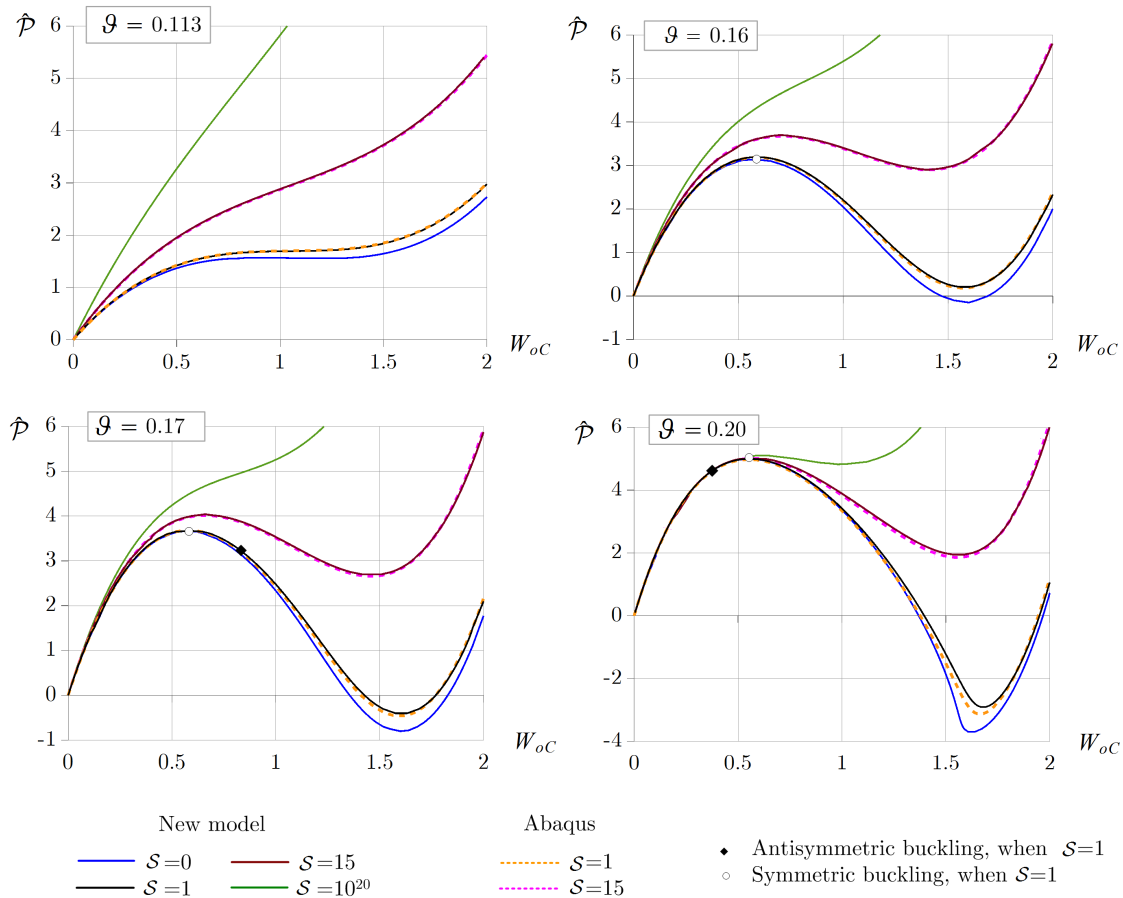 𝒫̂ 6 ϑ = 0.113
5
4
3
2
1
0
0 0.5 1 1.5 2 W_oC
𝒫̂ 6 ϑ = 0.16
5
4
3
2
1
0
-1
0 0.5 1 1.5 2 W_oC
𝒫̂ 6 ϑ = 0.17
5
4
3
2
1
0
-1
0 0.5 1 1.5 2 W_oC
𝒫̂ 6 ϑ = 0.20
4
2
0
-2
-4
0 0.5 1 1.5 2 W_oC
New model
𝒮=0 𝒮=15
𝒮=1 𝒮=10²⁰
Abaqus
𝒮=1
𝒮=15
Antisymmetric buckling, when 𝒮=1
Symmetric buckling, when 𝒮=1